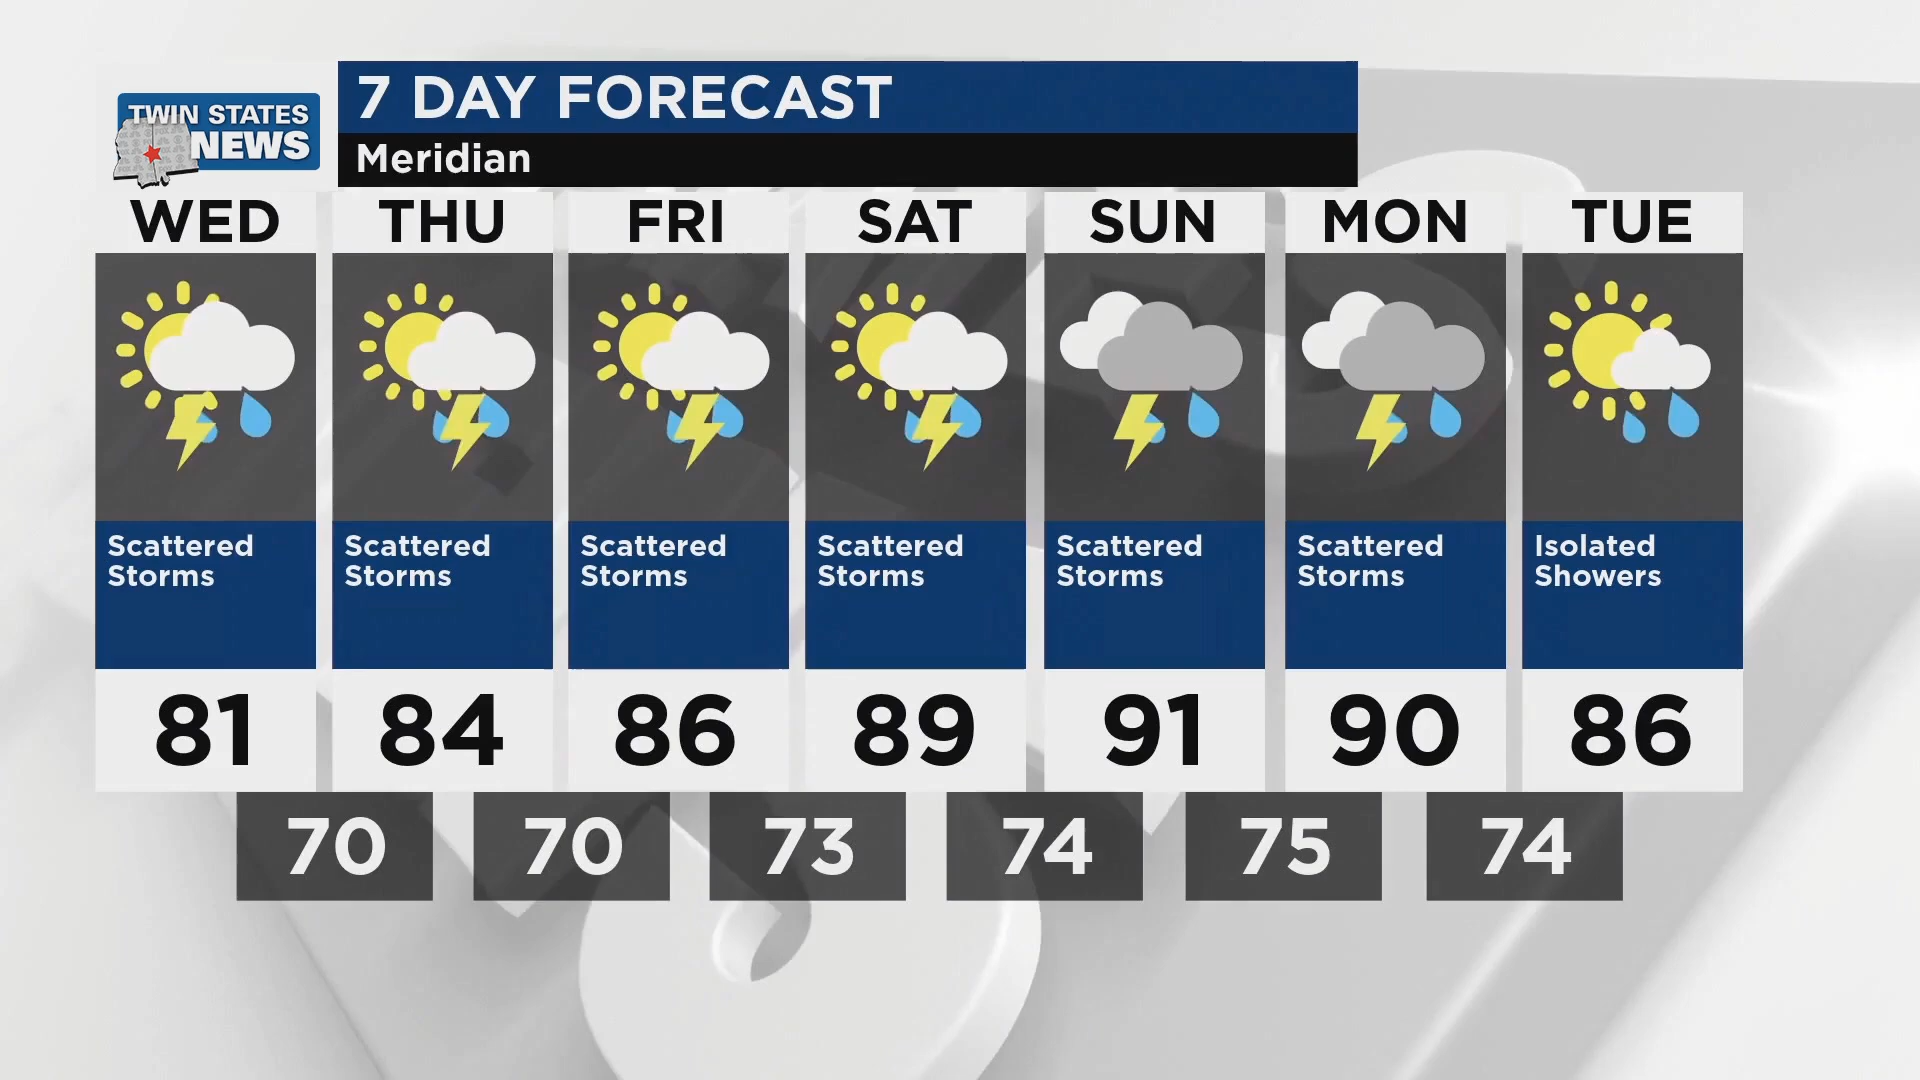 TWIN STATES
NEWS
7 DAY FORECAST
Meridian
WED
THU
FRI
SAT
SUN
MON
TUE
Scattered
Storms
Scattered
Storms
Scattered
Storms
Scattered
Storms
Scattered
Storms
Scattered
Storms
Isolated
Showers
81
84
86
89
91
90
86
70
70
73
74
75
74